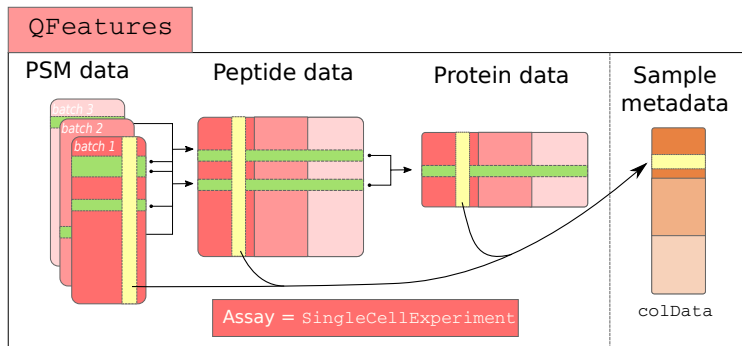 QFeatures
PSM data
Peptide data
Protein data
Sample
metadata
batch 3
batch 2
batch 1
Assay = SingleCellExperiment
colData